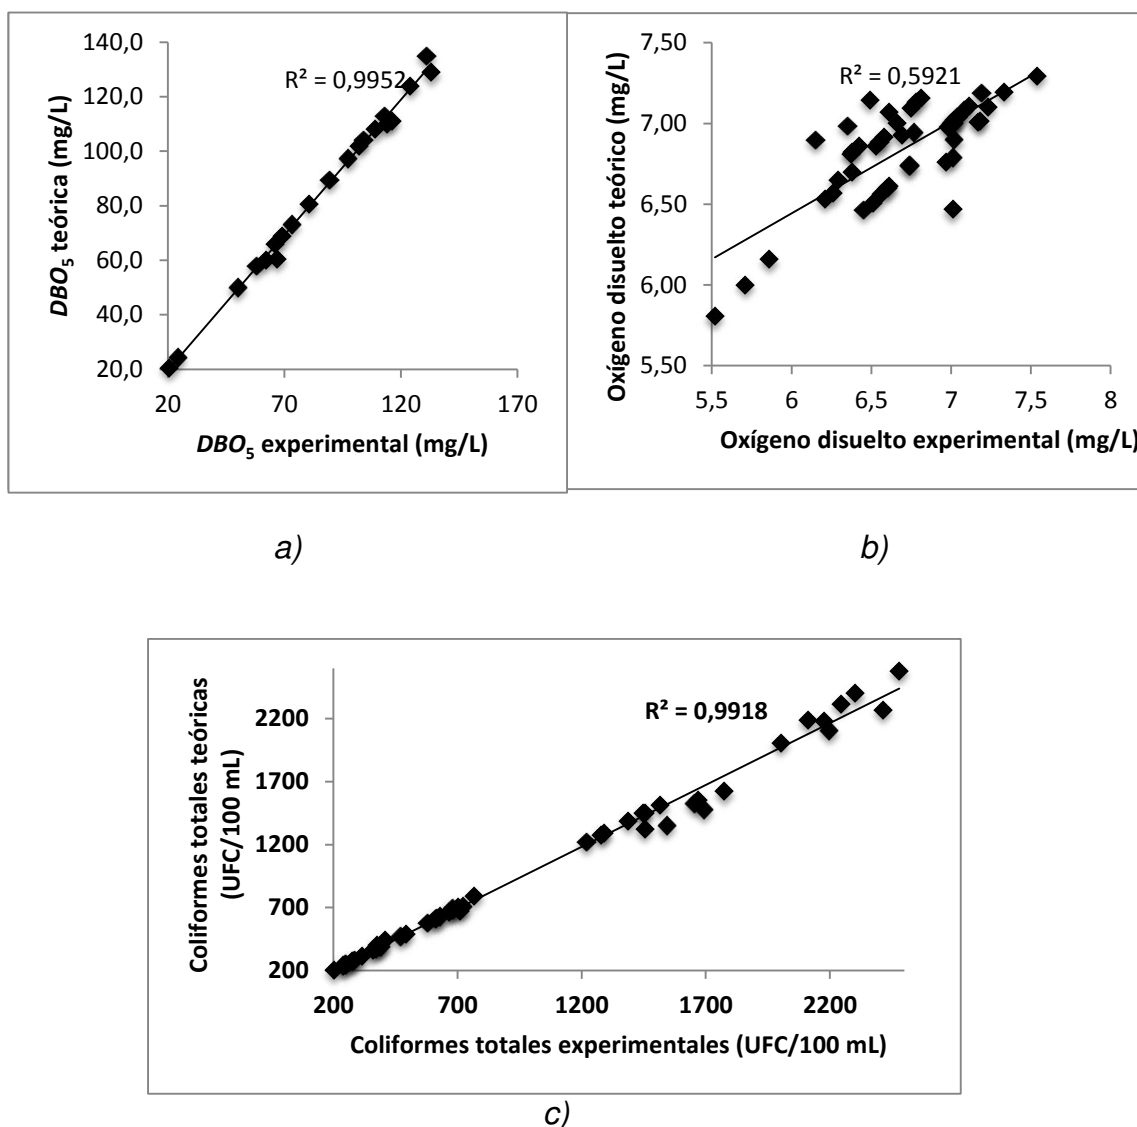 140,0
120,0
100,0
80,0
60,0
40,0
20,0
DBO5 teórica (mg/L)
R² = 0,9952
20 70 120 170
DBO5 experimental (mg/L)
a)
7,50
7,00
6,50
6,00
5,50
Oxígeno disuelto teórico (mg/L)
R² = 0,5921
5,5 6 6,5 7 7,5 8
Oxígeno disuelto experimental (mg/L)
b)
2200
1700
1200
700
200
Coliformes totales teóricas
(UFC/100 mL)
R² = 0,9918
200 700 1200 1700 2200
Coliformes totales experimentales (UFC/100 mL)
c)